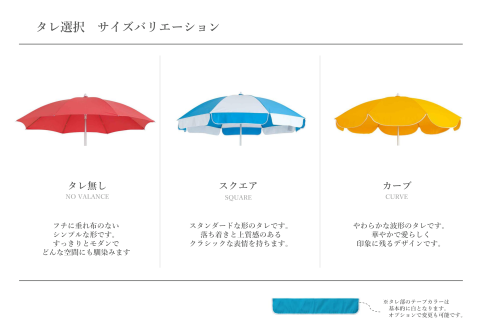 タレ選択 サイズバリエーション
タレ無し
NO VALANCE
フチに垂れ布のない
シンプルな形です。
すっきりとモダンで
どんな空間にも馴染みます
スクエア
SQUARE
スタンダードな形のタレです。
落ち着きと上質感のある
クラシックな表情を持ちます。
カーブ
CURVE
やわらかな波形のタレです。
華やかで愛らしく
印象に残るデザインです。
※タレ部のテープカラーは
基本的に白となります。
オプションで変更も可能です。